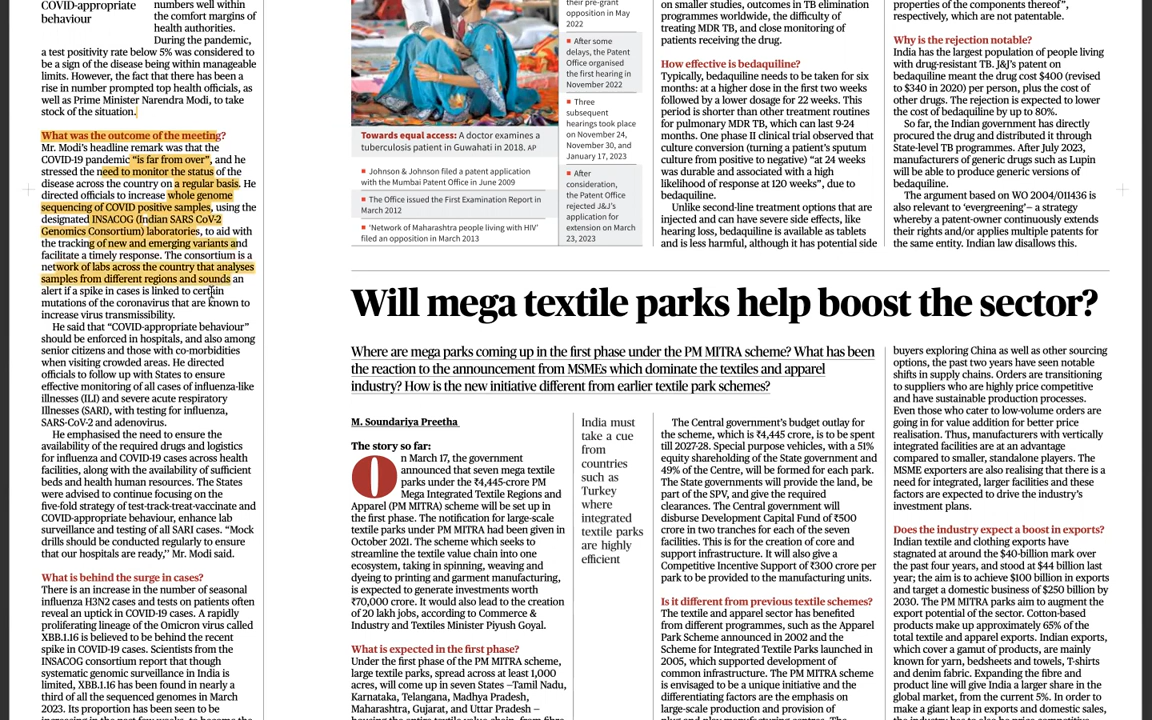 COVID-appropriate
behaviour
numbers well within
the comfort margins of
health authorities.
During the pandemic,
a test positivity rate below 5% was considered to
be a sign of the disease being within manageable
limits. However, the fact that there has been a
rise in number prompted top health officials, as
well as Prime Minister Narendra Modi, to take
stock of the situation.
What was the outcome of the meeting?
Mr. Modi’s headline remark was that the
COVID-19 pandemic “is far from over”, and he
stressed the need to monitor the status of the
disease across the country on a regular basis. He
directed officials to increase whole genome
sequencing of COVID positive samples, using the
designated INSACOG (Indian SARS CoV-2
Genomics Consortium) laboratories, to aid with
the tracking of new and emerging variants and
facilitate a timely response. The consortium is a
network of labs across the country that analyses
samples from different regions and sounds an
alert if a spike in cases is linked to certain
mutations of the coronavirus that are known to
increase virus transmissibility.
He said that “COVID-appropriate behaviour”
should be enforced in hospitals, and also among
senior citizens and those with co-morbidities
when visiting crowded areas. He directed
officials to follow up with States to ensure
effective monitoring of all cases of influenza-like
illnesses (ILI) and severe acute respiratory
Illnesses (SARI), with testing for influenza,
SARS-CoV-2 and adenovirus.
He emphasised the need to ensure the
availability of the required drugs and logistics
for influenza and COVID-19 cases across health
facilities, along with the availability of sufficient
beds and health human resources. The States
were advised to continue focusing on the
five-fold strategy of test-track-treat-vaccinate and
COVID-appropriate behaviour, enhance lab
surveillance and testing of all SARI cases. “Mock
drills should be conducted regularly to ensure
that our hospitals are ready,” Mr. Modi said.
What is behind the surge in cases?
There is an increase in the number of seasonal
influenza H3N2 cases and tests on patients often
reveal an uptick in COVID-19 cases. A rapidly
proliferating lineage of the Omicron virus called
XBB.1.16 is believed to be behind the recent
spike in COVID-19 cases. Scientists from the
INSACOG consortium report that though
systematic genomic surveillance in India is
limited, XBB.1.16 has been found in nearly a
third of all the sequenced genomes in March
2023. Its proportion has been seen to be
increasing in the past few weeks, to become the
Towards equal access: A doctor examines a
tuberculosis patient in Guwahati in 2018. AP
■ Johnson & Johnson filed a patent application
with the Mumbai Patent Office in June 2009
■ The Office issued the First Examination Report in
March 2012
■ ‘Network of Maharashtra people living with HIV’
filed an opposition in March 2013
their pre-grant
opposition in May
2022
■ After some
delays, the Patent
Office organised
the first hearing in
November 2022
■ Three
subsequent
hearings took place
on November 24,
November 30, and
January 17, 2023
■ After
consideration,
the Patent Office
rejected J&J’s
application for
extension on March
23, 2023
on smaller studies, outcomes in TB elimination
programmes worldwide, the difficulty of
treating MDR TB, and close monitoring of
patients receiving the drug.
How effective is bedaquiline?
Typically, bedaquiline needs to be taken for six
months: at a higher dose in the first two weeks
followed by a lower dosage for 22 weeks. This
period is shorter than other treatment routines
for pulmonary MDR TB, which can last 9-24
months. One phase II clinical trial observed that
culture conversion (turning a patient’s sputum
culture from positive to negative) “at 24 weeks
was durable and associated with a high
likelihood of response at 120 weeks”, due to
bedaquiline.
Unlike second-line treatment options that are
injected and can have severe side effects, like
hearing loss, bedaquiline is available as tablets
and is less harmful, although it has potential side
properties of the components thereof”,
respectively, which are not patentable.
Why is the rejection notable?
India has the largest population of people living
with drug-resistant TB. J&J’s patent on
bedaquiline meant the drug cost $400 (revised
to $340 in 2020) per person, plus the cost of
other drugs. The rejection is expected to lower
the cost of bedaquiline by up to 80%.
So far, the Indian government has directly
procured the drug and distributed it through
State-level TB programmes. After July 2023,
manufacturers of generic drugs such as Lupin
will be able to produce generic versions of
bedaquiline.
The argument based on WO 2004/011436 is
also relevant to ‘evergreening’— a strategy
whereby a patent-owner continuously extends
their rights and/or applies multiple patents for
the same entity. Indian law disallows this.
Will mega textile parks help boost the sector?
Where are mega parks coming up in the first phase under the PM MITRA scheme? What has been
the reaction to the announcement from MSMEs which dominate the textiles and apparel
industry? How is the new initiative different from earlier textile park schemes?
M. Soundariya Preetha
The story so far:
On March 17, the government
announced that seven mega textile
parks under the ₹4,445-crore PM
Mega Integrated Textile Regions and
Apparel (PM MITRA) scheme will be set up in
the first phase. The notification for large-scale
textile parks under PM MITRA had been given in
October 2021. The scheme which seeks to
streamline the textile value chain into one
ecosystem, taking in spinning, weaving and
dyeing to printing and garment manufacturing,
is expected to generate investments worth
₹70,000 crore. It would also lead to the creation
of 20 lakh jobs, according to Commerce &
Industry and Textiles Minister Piyush Goyal.
What is expected in the first phase?
Under the first phase of the PM MITRA scheme,
large textile parks, spread across at least 1,000
acres, will come up in seven States —Tamil Nadu,
Karnataka, Telangana, Madhya Pradesh,
Maharashtra, Gujarat, and Uttar Pradesh –
India must
take a cue
from
countries
such as
Turkey
where
integrated
textile parks
are highly
efficient
The Central government’s budget outlay for
the scheme, which is ₹4,445 crore, is to be spent
till 2027-28. Special purpose vehicles, with a 51%
equity shareholding of the State government and
49% of the Centre, will be formed for each park.
The State governments will provide the land, be
part of the SPV, and give the required
clearances. The Central government will
disburse Development Capital Fund of ₹500
crore in two tranches for each of the seven
facilities. This is for the creation of core and
support infrastructure. It will also give a
Competitive Incentive Support of ₹300 crore per
park to be provided to the manufacturing units.
Is it different from previous textile schemes?
The textile and apparel sector has benefited
from different programmes, such as the Apparel
Park Scheme announced in 2002 and the
Scheme for Integrated Textile Parks launched in
2005, which supported development of
common infrastructure. The PM MITRA scheme
is envisaged to be a unique initiative and the
differentiating factors are the emphasis on
large-scale production and provision of
buyers exploring China as well as other sourcing
options, the past two years have seen notable
shifts in supply chains. Orders are transitioning
to suppliers who are highly price competitive
and have sustainable production processes.
Even those who cater to low-volume orders are
going in for value addition for better price
realisation. Thus, manufacturers with vertically
integrated facilities are at an advantage
compared to smaller, standalone players. The
MSME exporters are also realising that there is a
need for integrated, larger facilities and these
factors are expected to drive the industry’s
investment plans.
Does the industry expect a boost in exports?
Indian textile and clothing exports have
stagnated at around the $40-billion mark over
the past four years, and stood at $44 billion last
year; the aim is to achieve $100 billion in exports
and target a domestic business of $250 billion by
2030. The PM MITRA parks aim to augment the
export potential of the sector. Cotton-based
products make up approximately 65% of the
total textile and apparel exports. Indian exports,
which cover a gamut of products, are mainly
known for yarn, bedsheets and towels, T-shirts
and denim fabric. Expanding the fibre and
product line will give India a larger share in the
global market, from the current 5%. In order to
make a giant leap in exports and domestic sales,